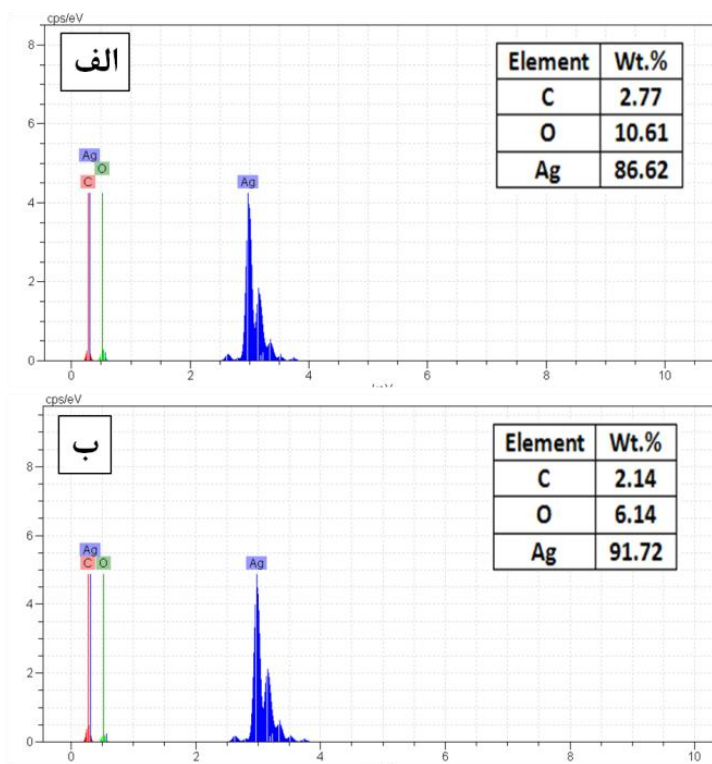 cps/eV
الف
8
6
4
2
0
Ag
O
C
Ag
Element Wt.%
C 2.77
O 10.61
Ag 86.62
0 2 4 6 8 10
cps/eV
ب
8
6
4
2
0
Ag
C O
Ag
Element Wt.%
C 2.14
O 6.14
Ag 91.72
0 2 4 6 8 10